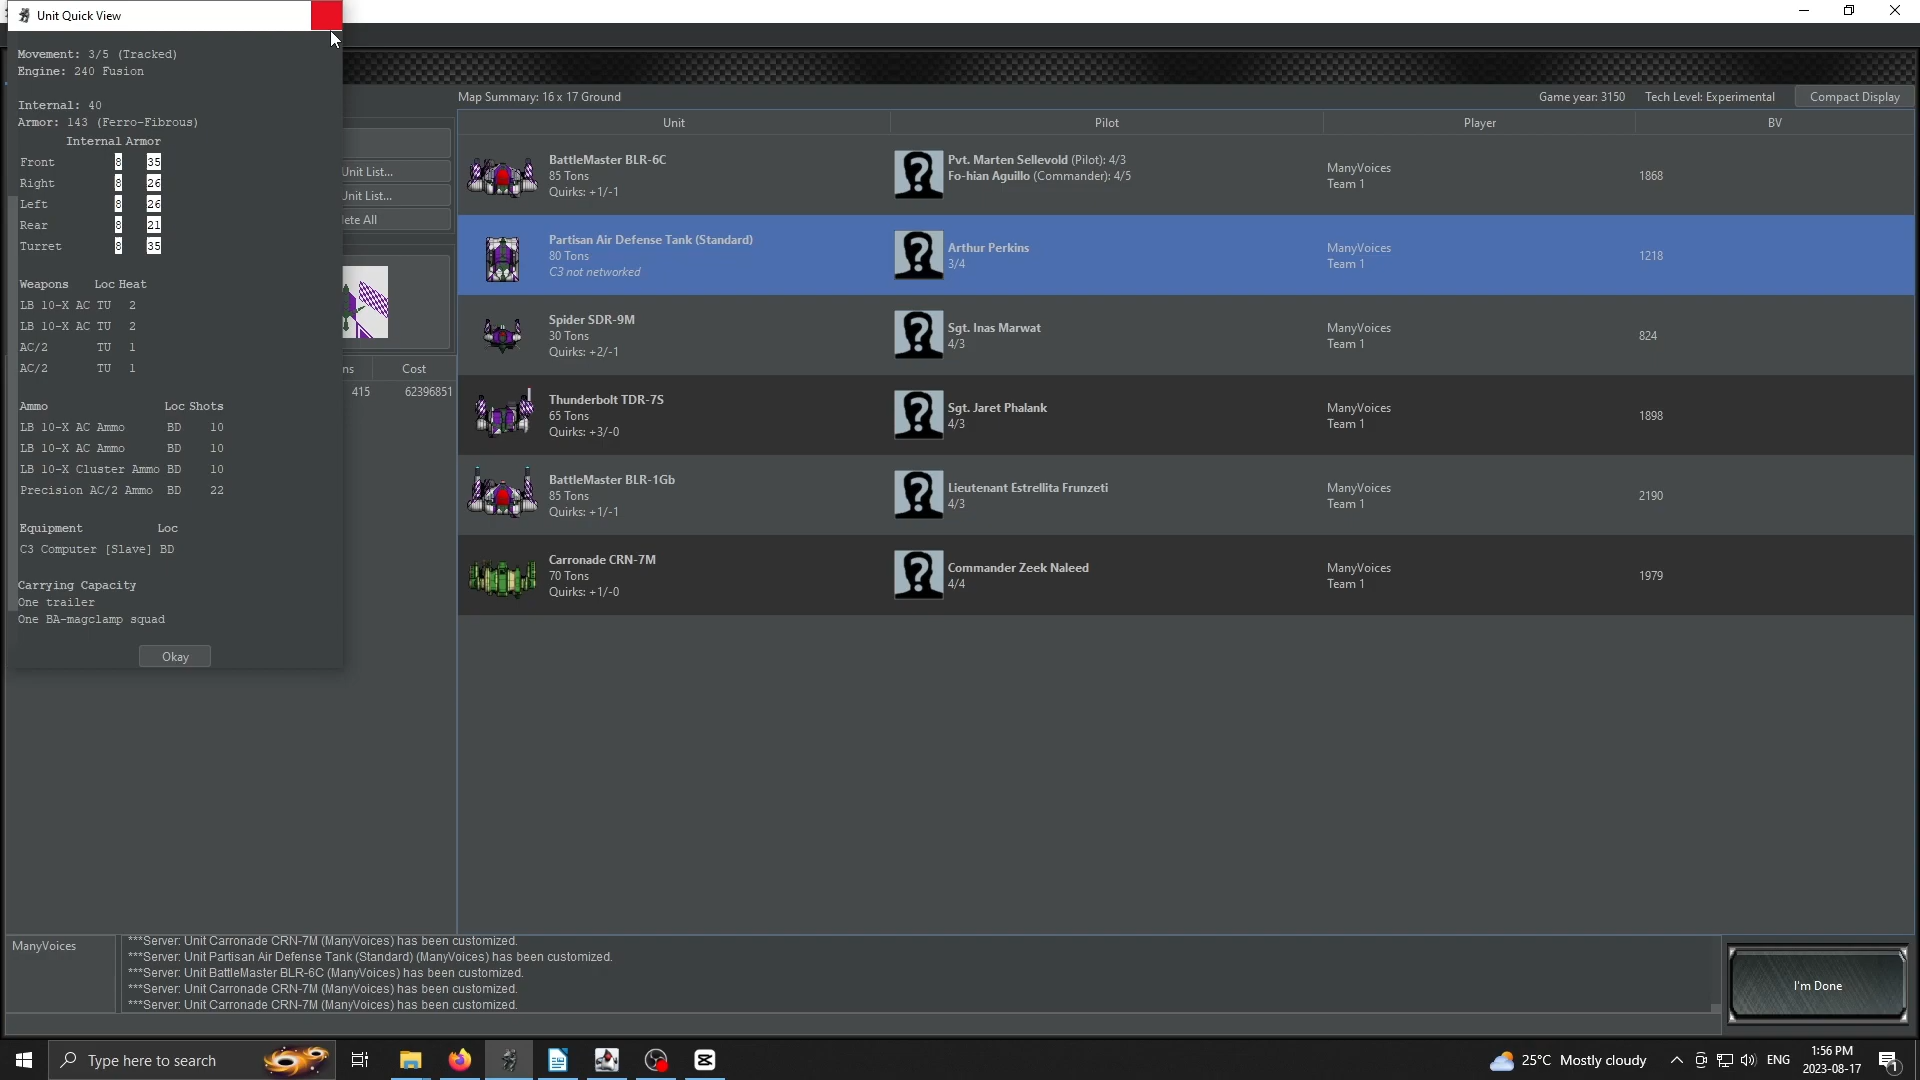 Unit Quick View
Movement: 3/5 (Tracked)
Engine: 240 Fusion
Internal: 40
Armor: 143 (Ferro-Fibrous)
Internal Armor
Front 8 35
Right 8 26
Left 8 26
Rear 8 21
Turret 8 35
Weapons Loc Heat
LB 10-X AC TU 2
LB 10-X AC TU 2
AC/2 TU 1
AC/2 TU 1
Ammo Loc Shots
LB 10-X AC Ammo BD 10
LB 10-X AC Ammo BD 10
LB 10-X Cluster Ammo BD 10
Precision AC/2 Ammo BD 22
Equipment Loc
C3 Computer [Slave] BD
Carrying Capacity
One trailer
One BA-magclamp squad
Okay
Unit List...
Unit List...
ete All
ns Cost
415 62396851
Map Summary: 16 x 17 Ground
Game year: 3150 Tech Level: Experimental Compact Display
Unit Pilot Player BV
BattleMaster BLR-6C
85 Tons
Quirks: +1/-1
Pvt. Marten Sellevold (Pilot): 4/3
Fo-hian Aguillo (Commander): 4/5
ManyVoices
Team 1
1868
Partisan Air Defense Tank (Standard)
80 Tons
C3 not networked
Arthur Perkins
3/4
ManyVoices
Team 1
1218
Spider SDR-9M
30 Tons
Quirks: +2/-1
Sgt. Inas Marwat
4/3
ManyVoices
Team 1
824
Thunderbolt TDR-7S
65 Tons
Quirks: +3/-0
Sgt. Jaret Phalank
4/3
ManyVoices
Team 1
1898
BattleMaster BLR-1Gb
85 Tons
Quirks: +1/-1
Lieutenant Estrellita Frunzeti
4/3
ManyVoices
Team 1
2190
Carronade CRN-7M
70 Tons
Quirks: +1/-0
Commander Zeek Naleed
4/4
ManyVoices
Team 1
1979
ManyVoices
***Server: Unit Carronade CRN-7M (ManyVoices) has been customized.
***Server: Unit Partisan Air Defense Tank (Standard) (ManyVoices) has been customized.
***Server: Unit BattleMaster BLR-6C (ManyVoices) has been customized.
***Server: Unit Carronade CRN-7M (ManyVoices) has been customized.
***Server: Unit Carronade CRN-7M (ManyVoices) has been customized.
I'm Done
Type here to search
25°C Mostly cloudy
ENG
1:56 PM
2023-08-17
1